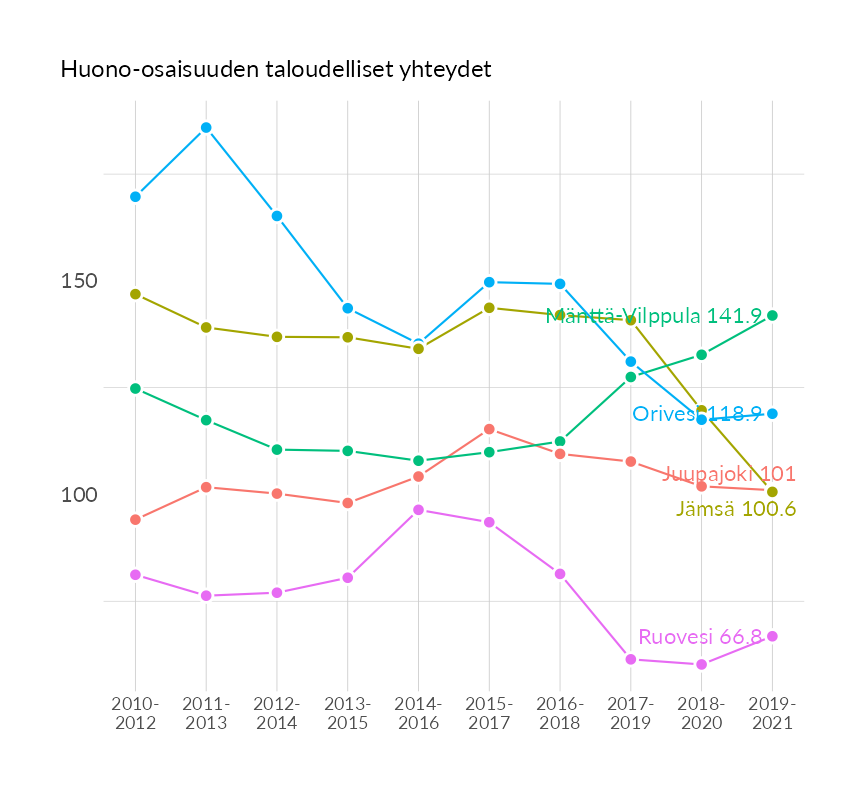 Huono-osaisuuden taloudelliset yhteydet
150
Mänttä-Vilppula 141.9
Orivesi 118.9
Juupajoki 101
100
Jämsä 100.6
Ruovesi 66.8
2010- 2011- 2012- 2013- 2014- 2015- 2016- 2017- 2018- 2019-
2012 2013 2014 2015 2016 2017 2018 2019 2020 2021